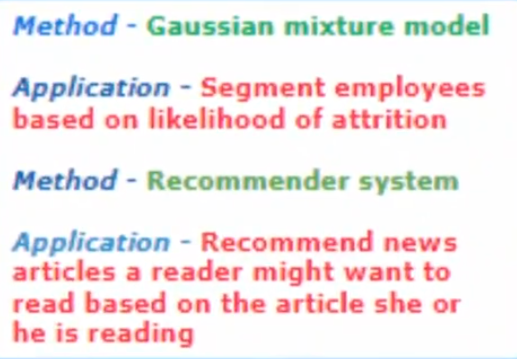 Method - Gaussian mixture model
Application - Segment employees
based on likelihood of attrition
Method - Recommender system
Application - Recommend news
articles a reader might want to
read based on the article she or
he is reading